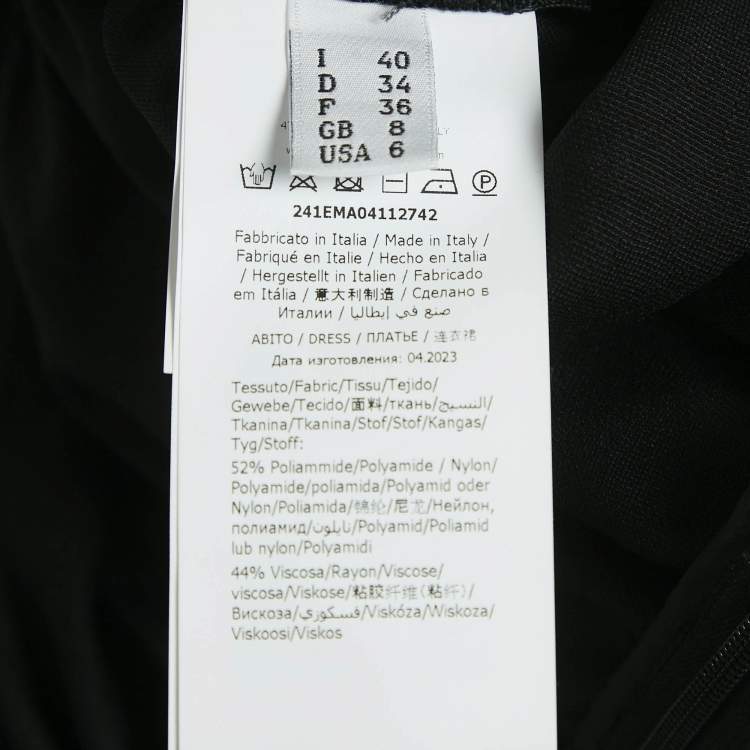 I 40
D 34
F 36
GB 8
USA 6
241EMA04112742
Fabbricato in Italia / Made in Italy /
Fabriqué en Italie / Hecho en Italia
/ Hergestellt in Italien / Fabricado
em Itália / 意大利制造 / Сделано в
Италии / صنع في إيطاليا
ABITO / DRESS / ПЛАТЬЕ / 连衣裙
Дата изготовления: 04.2023
Tessuto/Fabric/Tissu/Tejido/
Gewebe/Tecido/面料/ткань/النسيج/
Tkanina/Tkanina/Stof/Stof/Kangas/
Tyg/Stoff:
52% Poliammide/Polyamide / Nylon/
Polyamide/poliamida/Polyamid oder
Nylon/Poliamida/锦纶/尼龙/Нейлон,
полиамид/نايلون/Polyamid/Poliamid
lub nylon/Polyamidi
44% Viscosa/Rayon/Viscose/
viscosa/Viskose/粘胶纤维(粘纤)/
Вискоза/فسكوزي/Viskóza/Wiskoza/
Viskoosi/Viskos